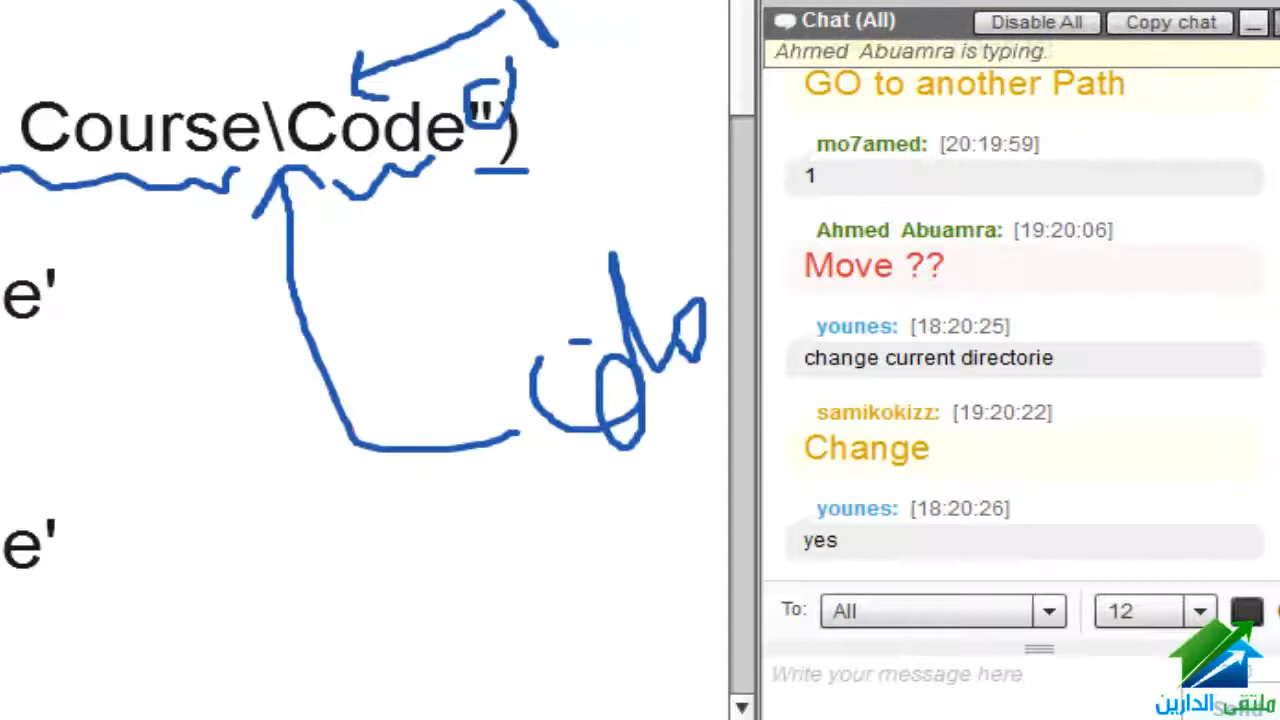 Course\Code")
e'
e'
Chat (All)
Disable All
Copy chat
Ahmed Abuamra is typing.
GO to another Path
mo7amed: [20:19:59]
1
Ahmed Abuamra: [19:20:06]
Move ??
younes: [18:20:25]
change current directorie
samikokizz: [19:20:22]
Change
younes: [18:20:26]
yes
To:
All
12
Write your message here
Send
ملتقى الدارين